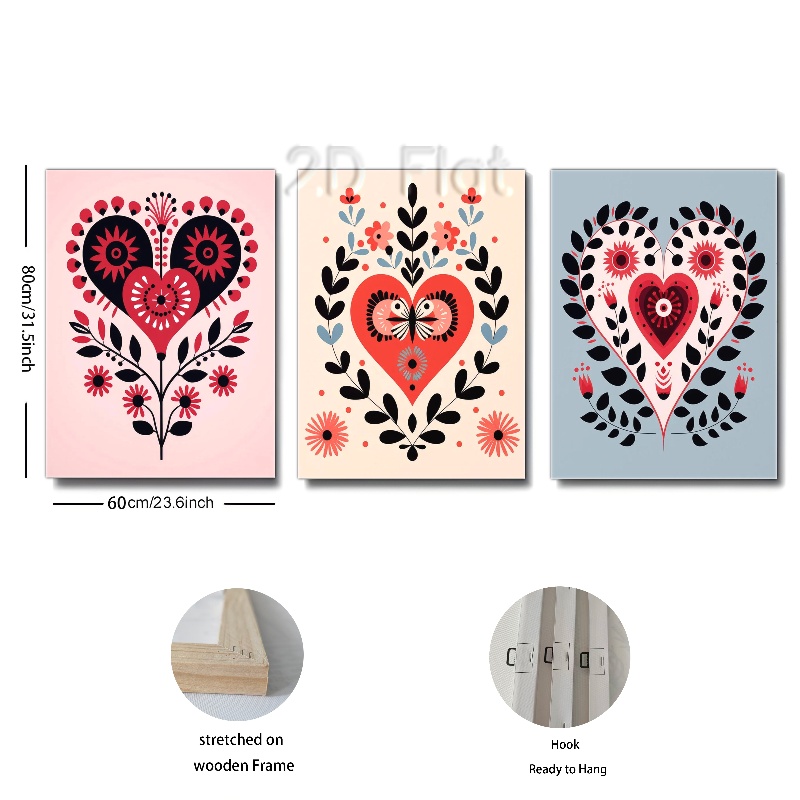 2D Flat
80cm/31.5inch
60cm/23.6inch
stretched on
wooden Frame
Hook
Ready to Hang